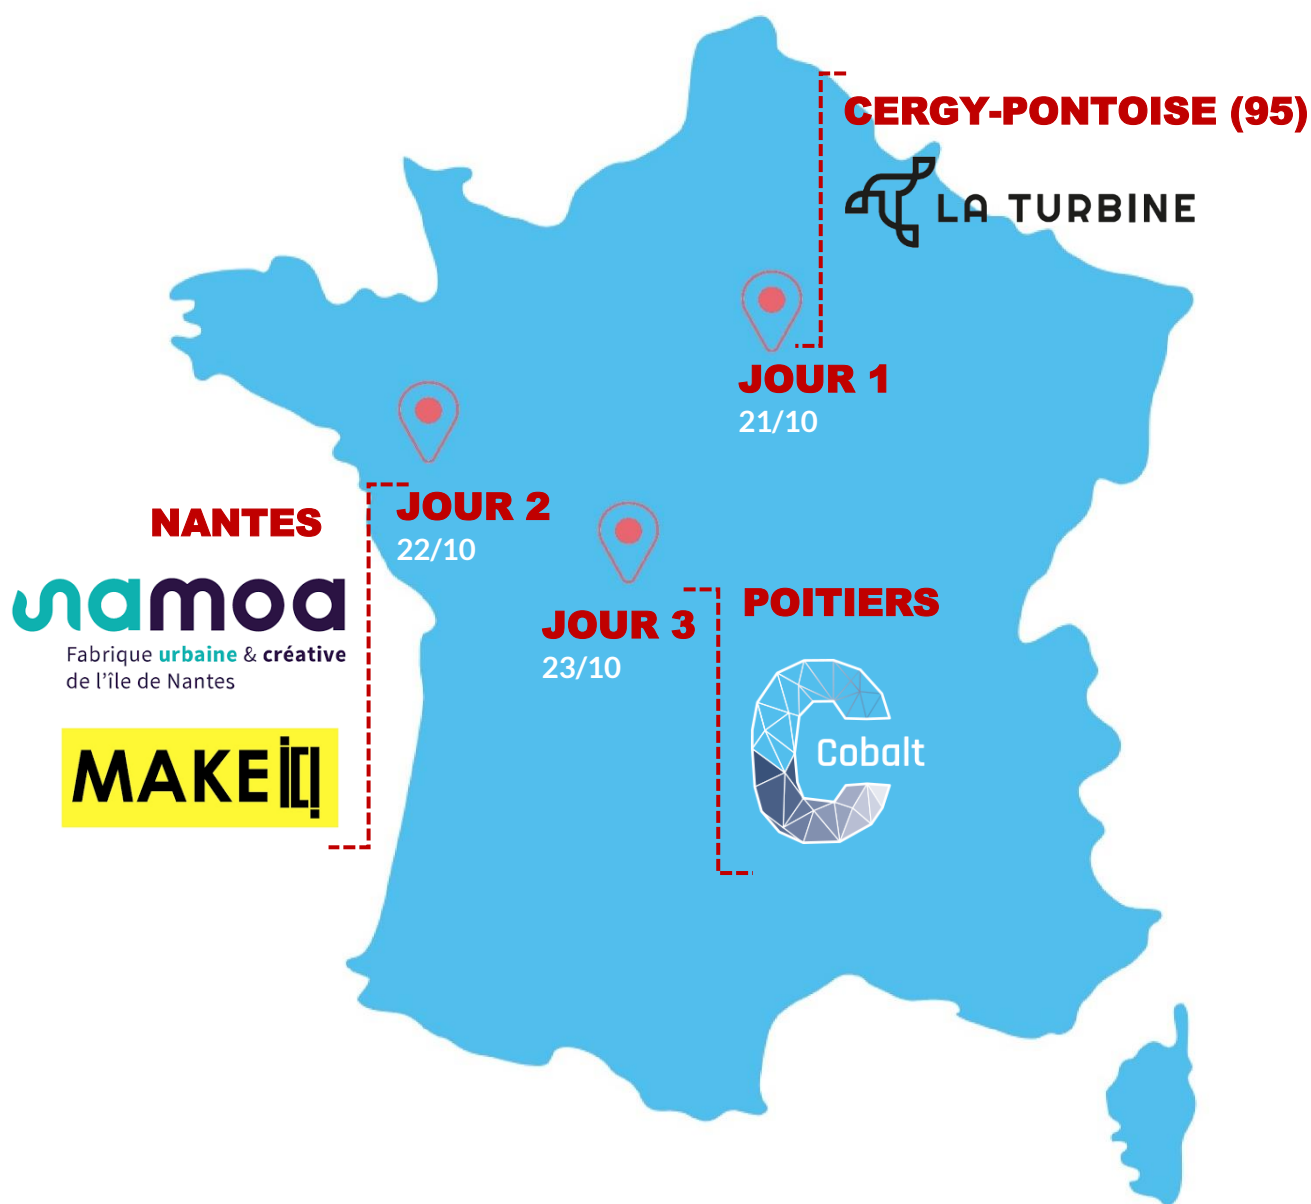 CERGY-PONTOISE (95)
LA TURBINE
JOUR 1
21/10
NANTES
JOUR 2
22/10
samoa
Fabrique urbaine & créative
de l'île de Nantes
MAKE ICI
JOUR 3
23/10
POITIERS
Cobalt